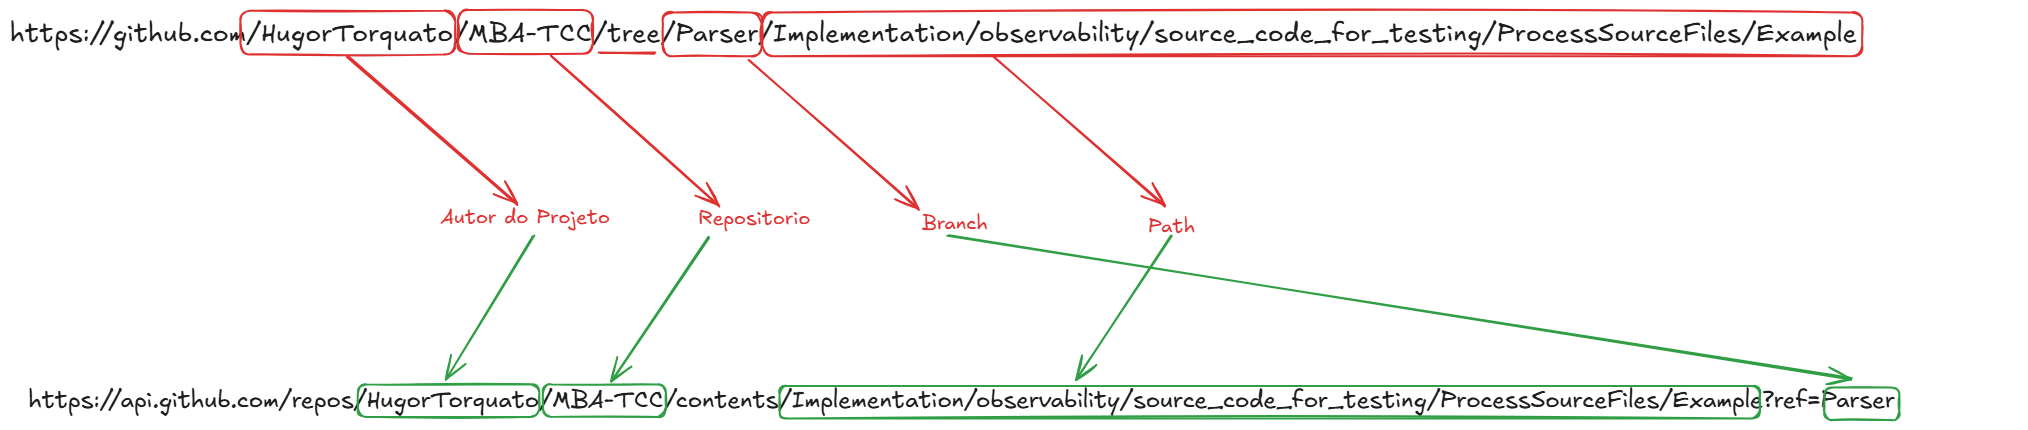 https://github.com/HugorTorquato/MBA-TCC/tree/Parser/Implementation/observability/source_code_for_testing/ProcessSourceFiles/Example
Autor do Projeto
Repositorio
Branch
Path
https://api.github.com/repos/HugorTorquato/MBA-TCC/contents/Implementation/observability/source_code_for_testing/ProcessSourceFiles/Example?ref=Parser